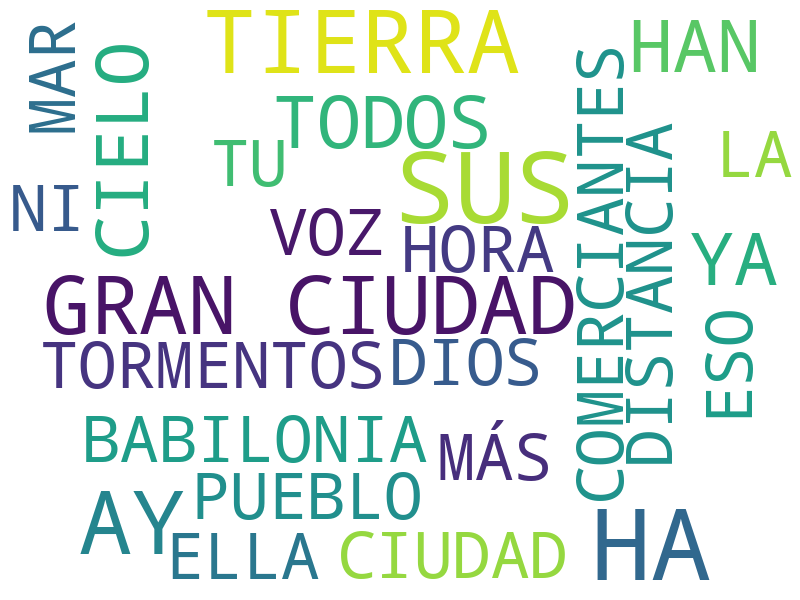 TIERRA
HAN
MAR
CIELO
TODOS
COMERCIANTES
DISTANCIA
LA
TU
SUS
NI
VOZ
HORA
YA
GRAN CIUDAD
ESO
TORMENTOS
DIOS
BABILONIA
MÁS
PUEBLO
AY
HA
ELLA
CIUDAD